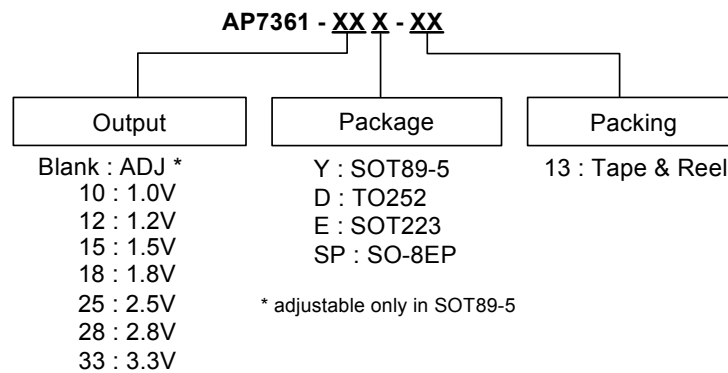 AP7361 - XX X - XX
Output
Package
Packing
Blank : ADJ *
10 : 1.0V
12 : 1.2V
15 : 1.5V
18 : 1.8V
25 : 2.5V
28 : 2.8V
33 : 3.3V
Y : SOT89-5
D : TO252
E : SOT223
SP : SO-8EP
* adjustable only in SOT89-5
13 : Tape & Reel